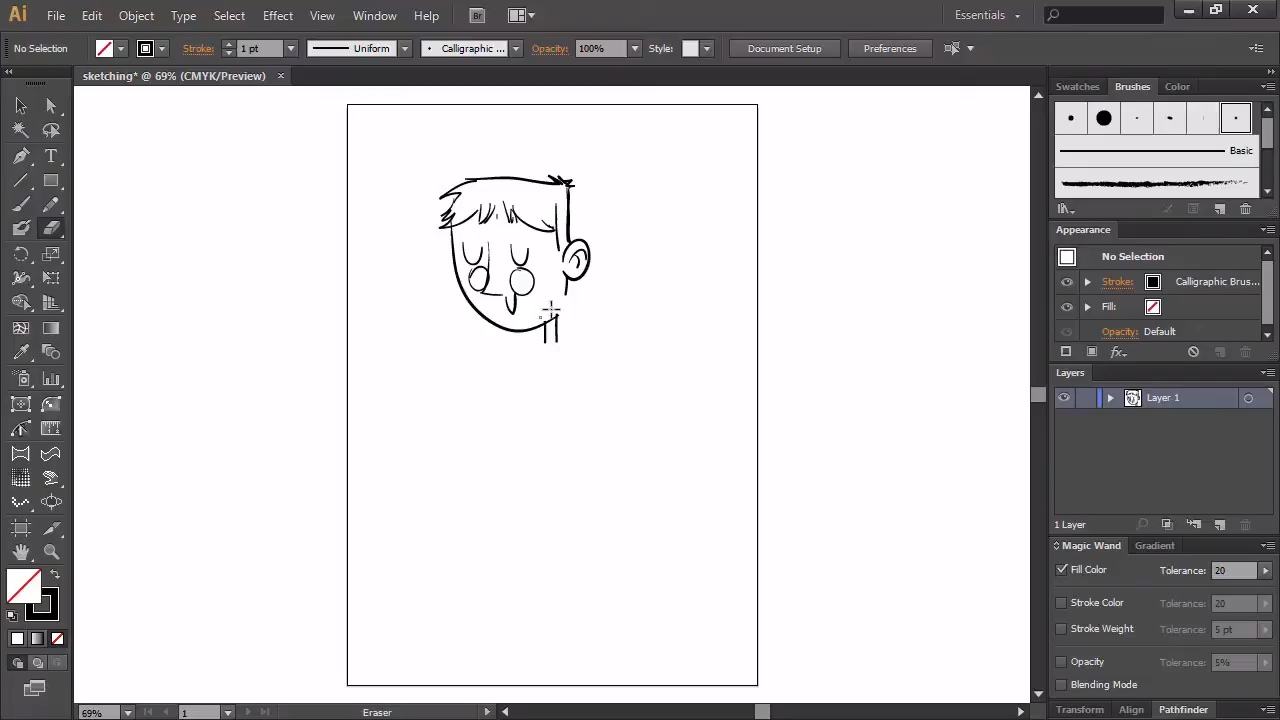 Ai File Edit Object Type Select Effect View Window Help Br Essentials
No Selection Stroke: 1 pt Uniform Calligraphic ... Opacity: 100% Style: Document Setup Preferences
sketching* @ 69% (CMYK/Preview)
Swatches Brushes Color
Basic
Appearance
No Selection
Stroke: Calligraphic Brus...
Fill:
Opacity: Default
fx
Layers
Layer 1
1 Layer
Magic Wand Gradient
Fill Color Tolerance: 20
Stroke Color Tolerance: 20
Stroke Weight Tolerance: 5 pt
Opacity Tolerance: 5%
Blending Mode
Transform Align Pathfinder
69% 1 Eraser